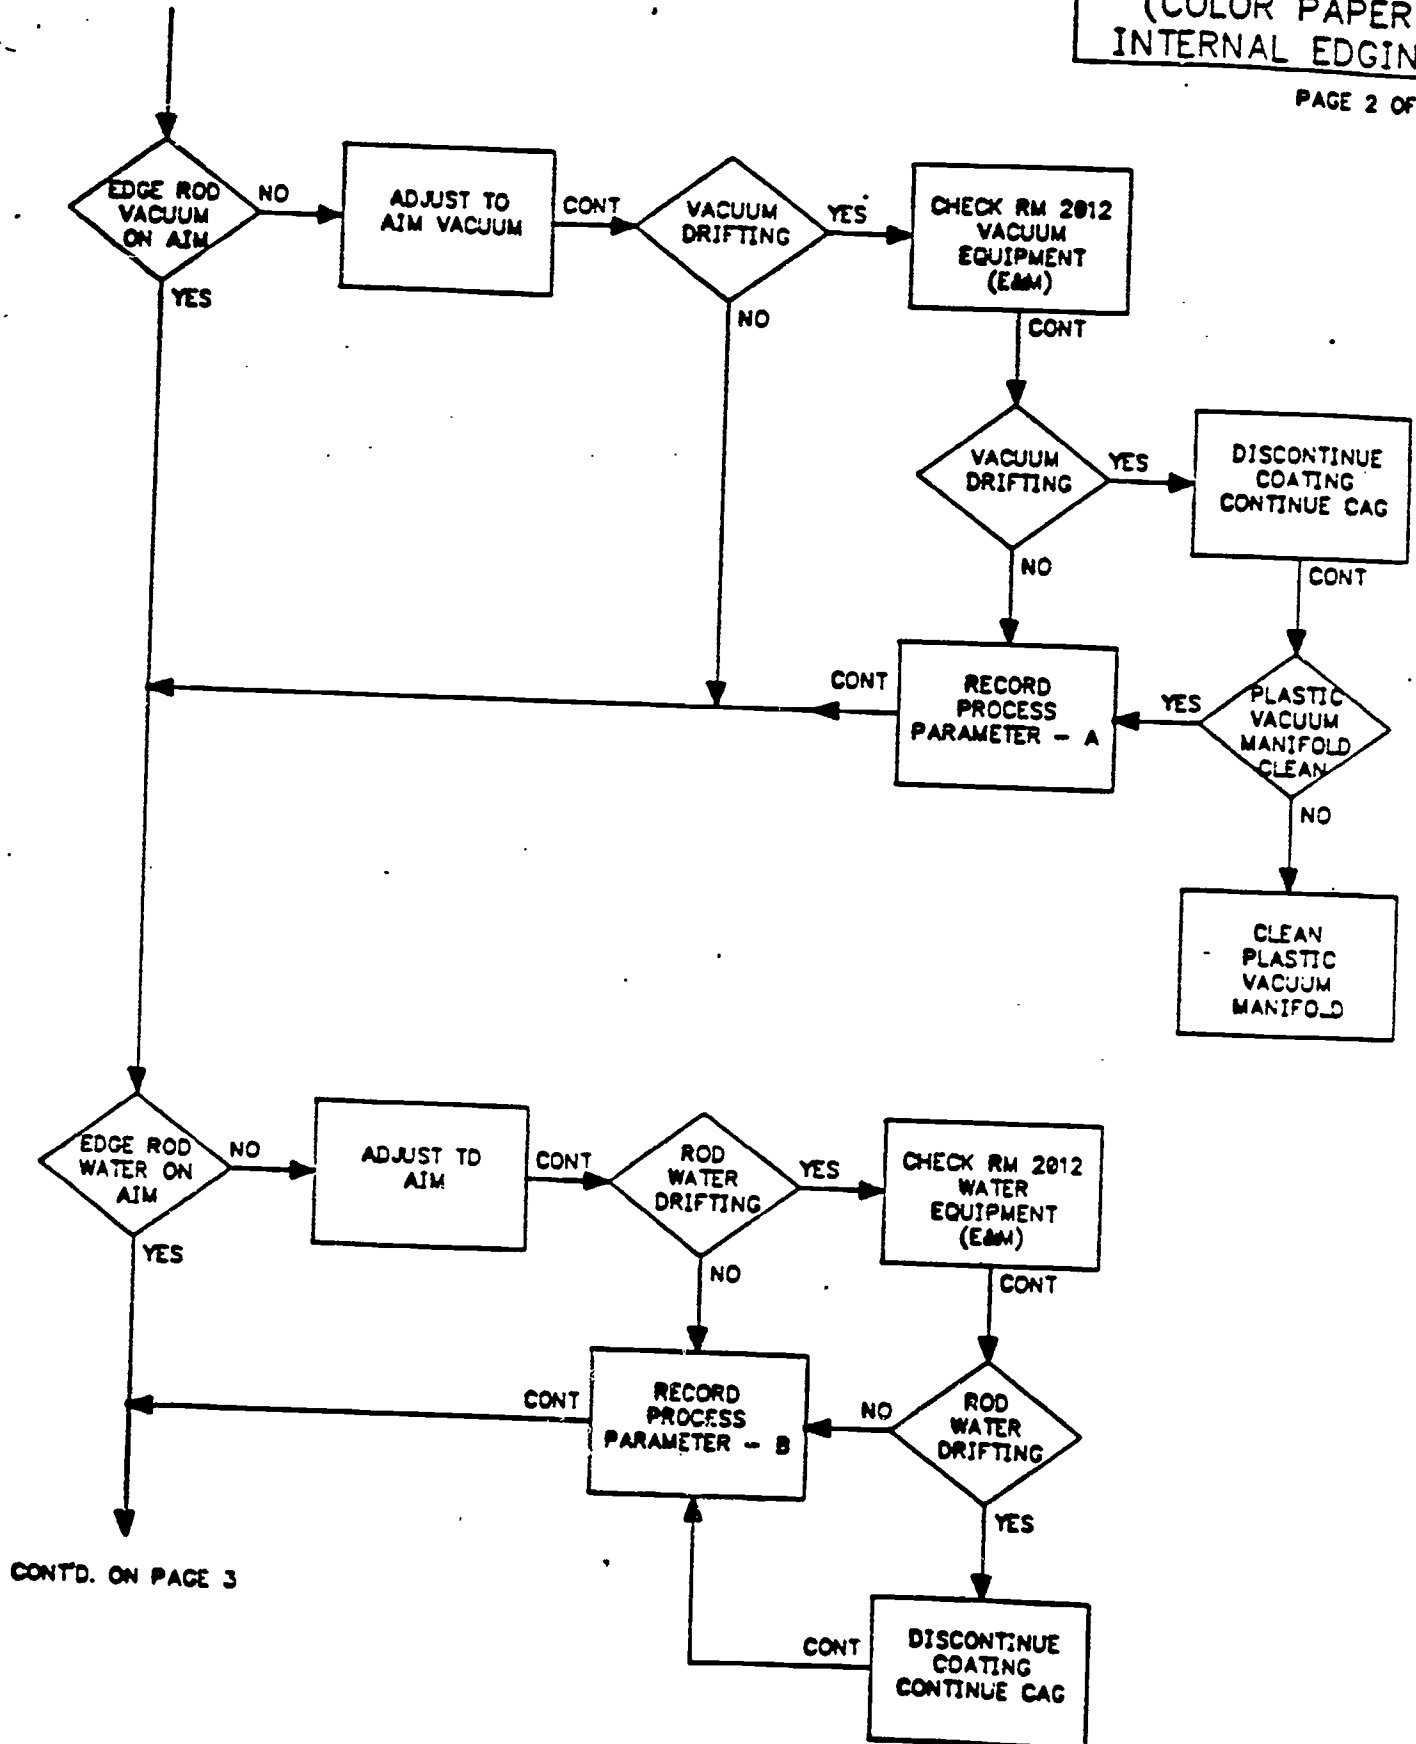 (COLOR PAPER
INTERNAL EDGIN
PAGE 2 OF
EDGE ROD
VACUUM
ON AIM
NO
ADJUST TO
AIM VACUUM
CONT
VACUUM
DRIFTING
YES
CHECK RM 2012
VACUUM
EQUIPMENT
(E&M)
YES
NO
CONT
VACUUM
DRIFTING
YES
DISCONTINUE
COATING
CONTINUE CAG
NO
CONT
CONT
RECORD
PROCESS
PARAMETER - A
YES
PLASTIC
VACUUM
MANIFOLD
CLEAN
NO
CLEAN
PLASTIC
VACUUM
MANIFOLD
EDGE ROD
WATER ON
AIM
NO
ADJUST TO
AIM
CONT
ROD
WATER
DRIFTING
YES
CHECK RM 2012
WATER
EQUIPMENT
(E&M)
YES
NO
CONT
CONT
RECORD
PROCESS
PARAMETER - B
NO
ROD
WATER
DRIFTING
YES
CONT'D. ON PAGE 3
CONT
DISCONTINUE
COATING
CONTINUE CAG